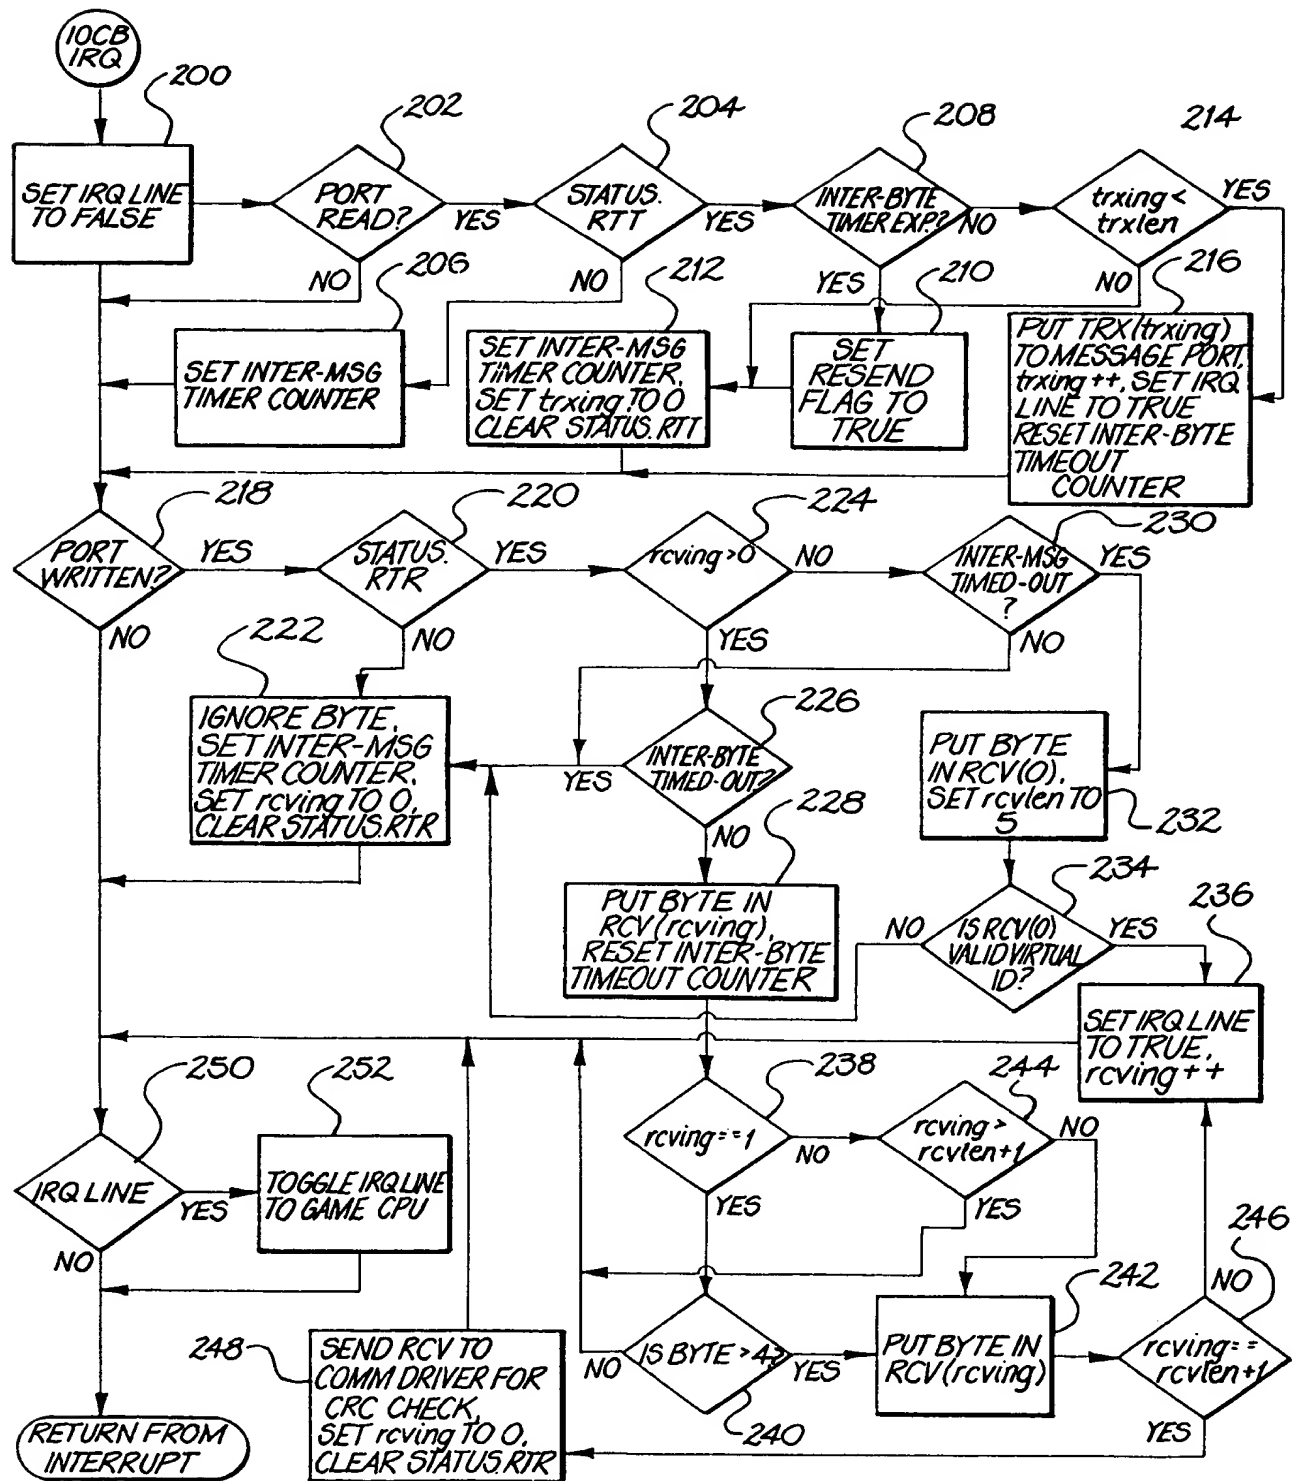 IOCB
IRQ
200
202
204
208
214
SET IRQ LINE
TO FALSE
PORT
READ?
YES
STATUS.
RTT
YES
INTER-BYTE
TIMER EXP.?
NO
trxing <
trxlen
YES
NO
206
NO
212
YES
210
NO
216
SET INTER-MSG
TIMER COUNTER
SET INTER-MSG
TIMER COUNTER,
SET trxing TO 0
CLEAR STATUS.RTT
SET
RESEND
FLAG TO
TRUE
PUT TRX(trxing)
TO MESSAGE PORT,
trxing ++, SET IRQ
LINE TO TRUE
RESET INTER-BYTE
TIMEOUT
COUNTER
218
220
224
230
PORT
WRITTEN?
YES
STATUS.
RTR
YES
rcving >0
NO
INTER-MSG
TIMED-OUT
?
YES
NO
222
NO
YES
NO
IGNORE BYTE,
SET INTER-MSG
TIMER COUNTER,
SET rcving TO 0,
CLEAR STATUS.RTR
226
INTER-BYTE
TIMED-OUT?
YES
NO
228
PUT BYTE
IN RCV(0),
SET rcvlen TO
5
232
234
236
PUT BYTE IN
RCV(rcving),
RESET INTER-BYTE
TIMEOUT COUNTER
NO
IS RCV(0)
VALID VIRTUAL
ID?
YES
SET IRQ LINE
TO TRUE,
rcving ++
250
252
238
244
IRQ LINE
YES
NO
TOGGLE IRQ LINE
TO GAME CPU
rcving==1
NO
YES
rcving >
rcvlen+1
NO
YES
246
NO
242
248
SEND RCV TO
COMM DRIVER FOR
CRC CHECK,
SET rcving TO 0,
CLEAR STATUS.RTR
NO
IS BYTE >4?
YES
240
PUT BYTE IN
RCV(rcving)
rcving==
rcvlen+1
YES
RETURN FROM
INTERRUPT